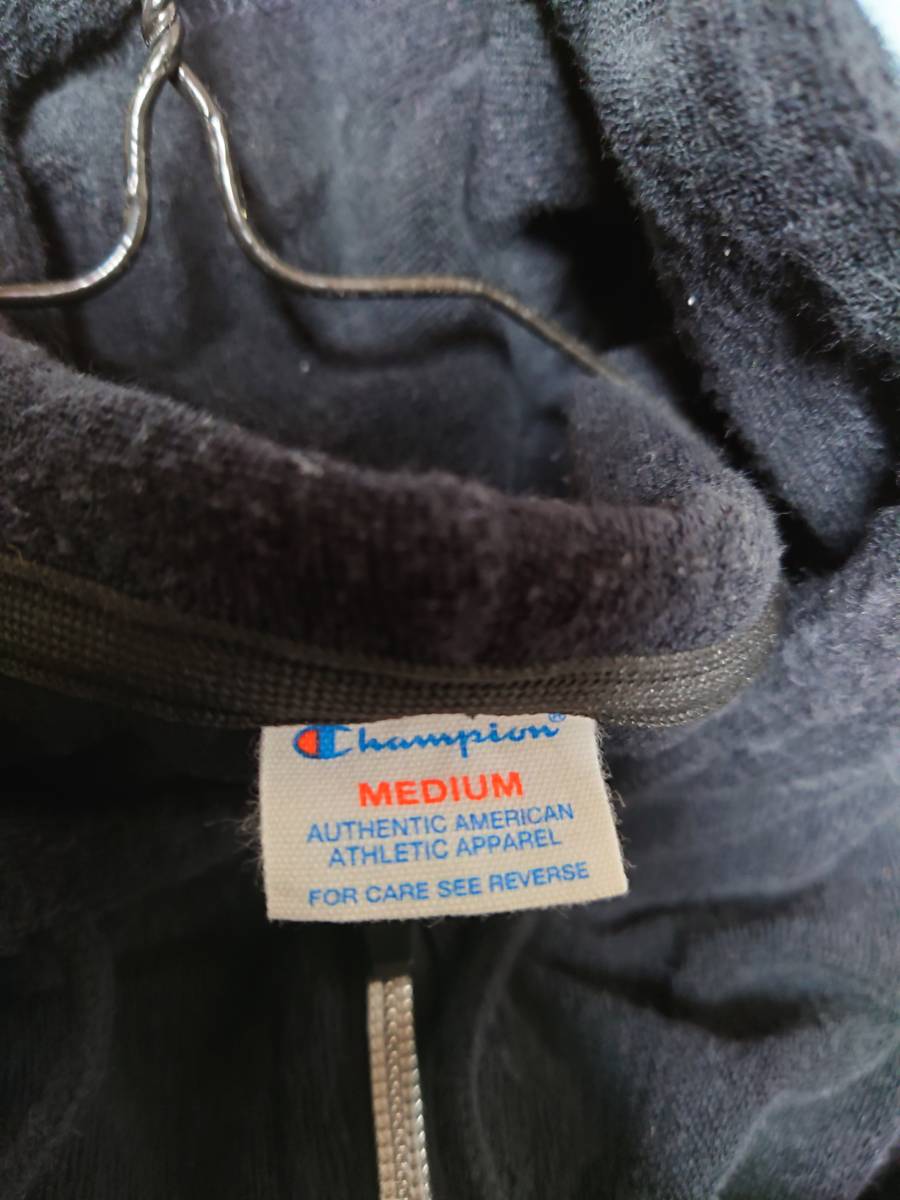 Champion®
MEDIUM
AUTHENTIC AMERICAN
ATHLETIC APPAREL
FOR CARE SEE REVERSE